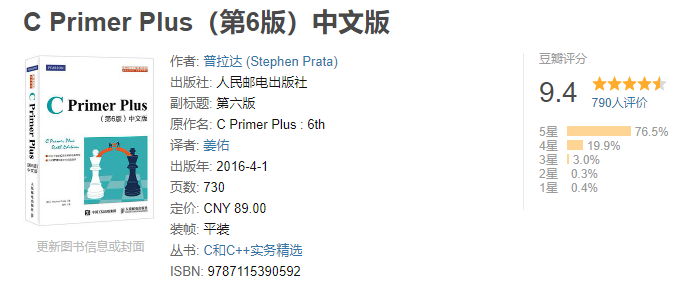 C Primer Plus（第6版）中文版
PEARSON
C Primer Plus
（第6版）中文版
C Primer Plus
Sixth Edition
C Primer Plus
人民邮电出版社
更新图书信息或封面
作者: 普拉达 (Stephen Prata)
出版社: 人民邮电出版社
副标题: 第六版
原作名: C Primer Plus : 6th
译者: 姜佑
出版年: 2016-4-1
页数: 730
定价: CNY 89.00
装帧: 平装
丛书: C和C++实务精选
ISBN: 9787115390592
豆瓣评分
9.4
790人评价
5星 76.5%
4星 19.9%
3星 3.0%
2星 0.3%
1星 0.4%